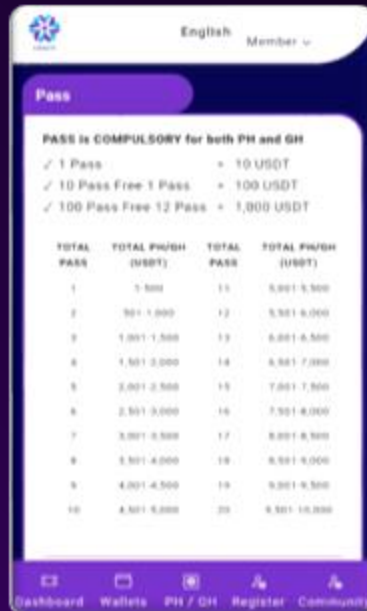 English
Member
Pass
PASS is COMPULSORY for both PH and GH
✓ 1 Pass = 10 USDT
✓ 10 Pass Free 1 Pass = 100 USDT
✓ 100 Pass Free 12 Pass = 1,000 USDT
TOTAL PASS TOTAL PH/GH (USDT) TOTAL PASS TOTAL PH/GH (USDT)
1 1-500 11 5,001-5,500
2 501-1,000 12 5,501-6,000
3 1,001-1,500 13 6,001-6,500
4 1,501-2,000 14 6,501-7,000
5 2,001-2,500 15 7,001-7,500
6 2,501-3,000 16 7,501-8,000
7 3,001-3,500 17 8,001-8,500
8 3,501-4,000 18 8,501-9,000
9 4,001-4,500 19 9,001-9,500
10 4,501-5,000 20 9,501-10,000
Dashboard Wallets PH / GH Register Communit